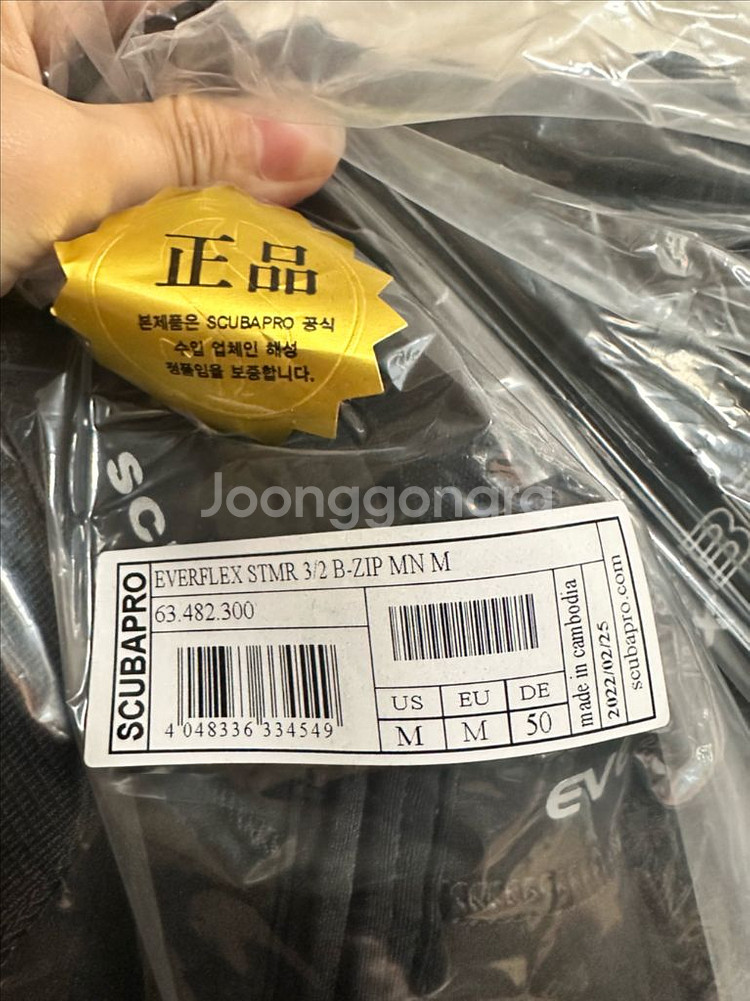 正品
본제품은 SCUBAPRO 공식
수입 업체인 해성
정품임을 보증합니다.
SC
Joonggonara
SCUBAPRO
EVERFLEX STMR 3/2 B-ZIP MN M
63.482.300
4 048336 334549
US EU DE
M M 50
made in cambodia
2022/02/25
scubapro.com
EV